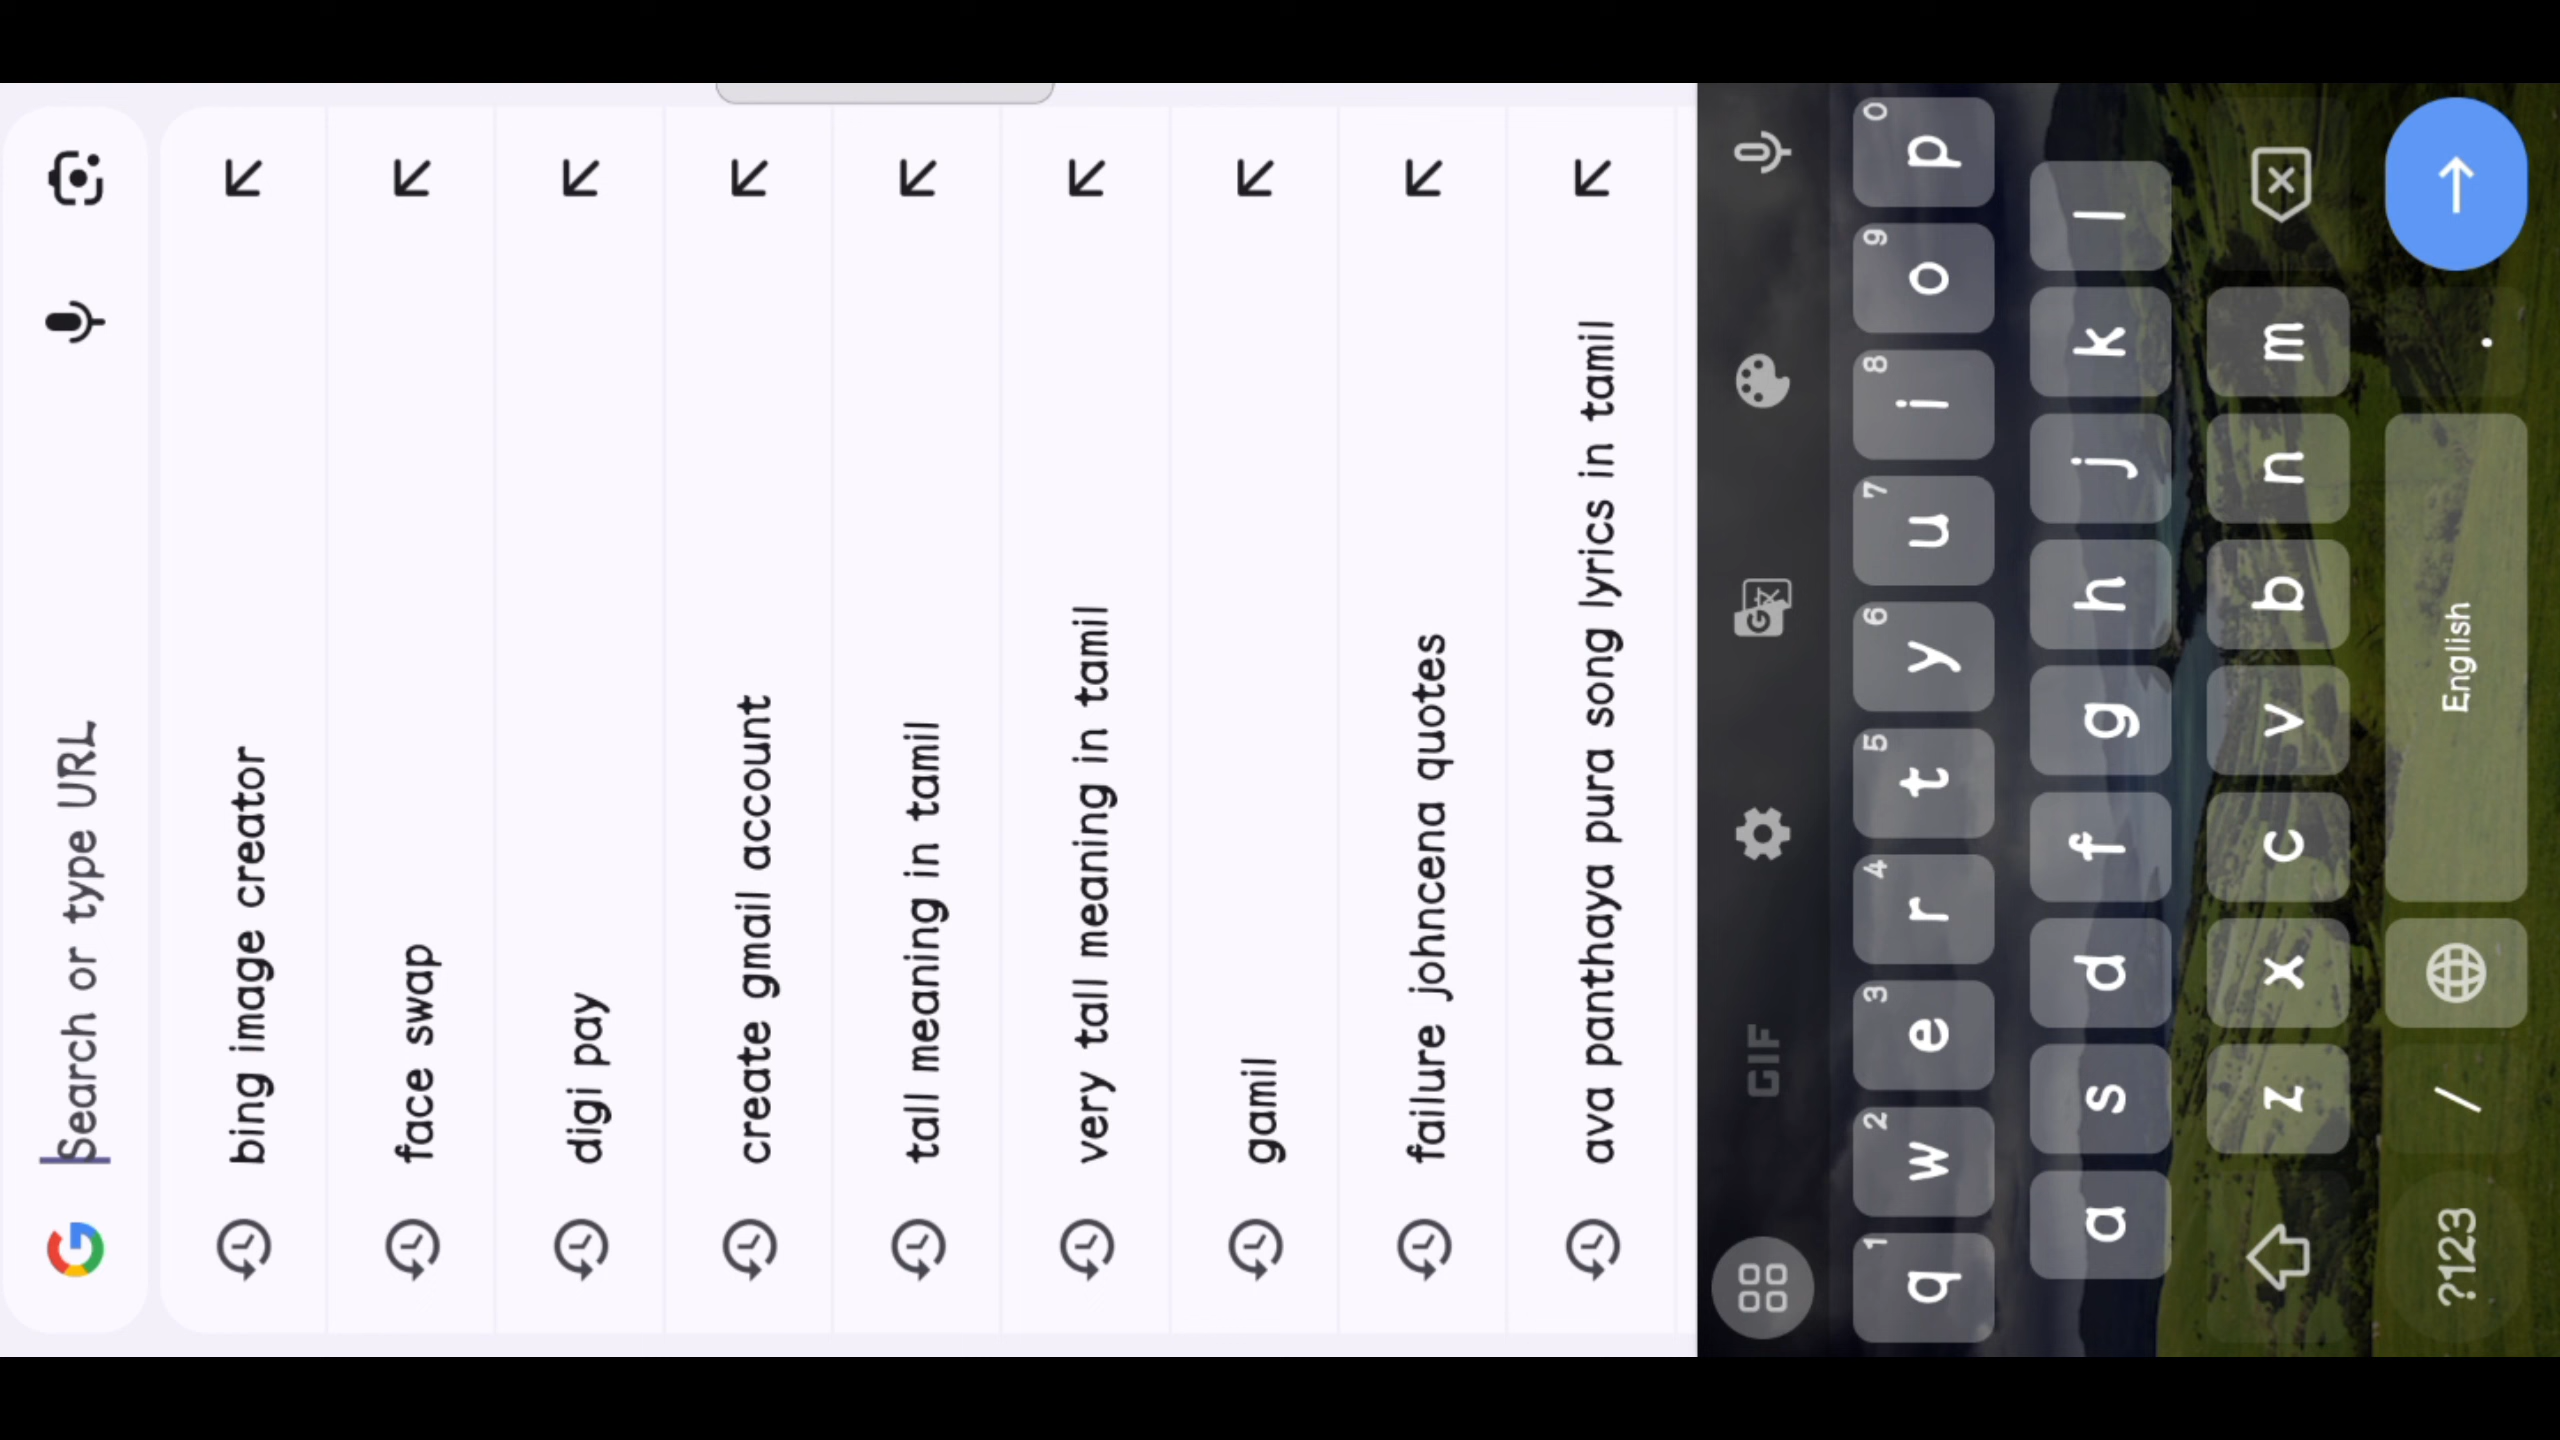 Search or type URL
bing image creator
face swap
digi pay
create gmail account
tall meaning in tamil
very tall meaning in tamil
gamil
failure johncena quotes
ava panthaya pura song lyrics in tamil
GIF
1 2 3 4 5 6 7 8 9 0
q w e r t y u i o p
a s d f g h j k l
z x c v b n m
?123 / English .